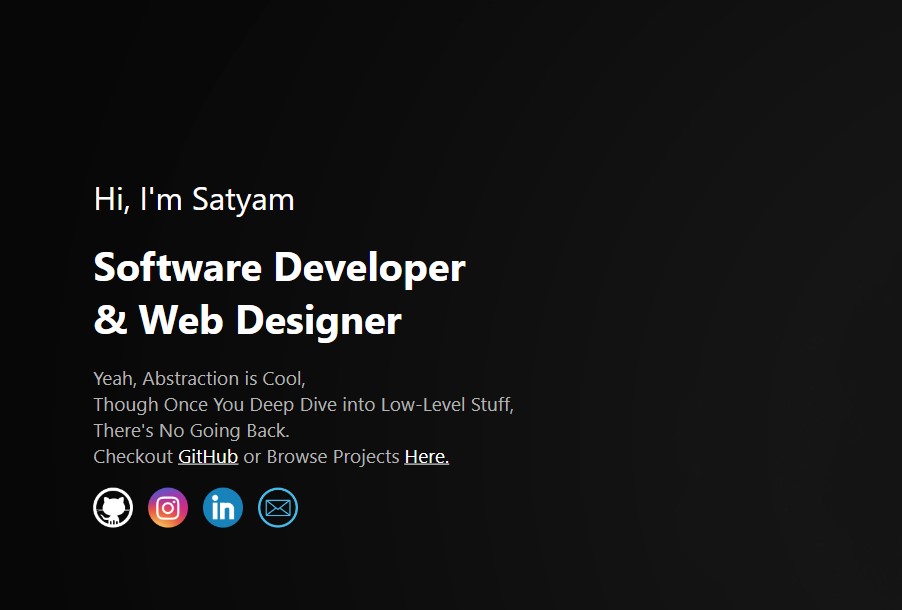 Hi, I'm Satyam
Software Developer
& Web Designer
Yeah, Abstraction is Cool,
Though Once You Deep Dive into Low-Level Stuff,
There's No Going Back.
Checkout GitHub or Browse Projects Here.
in